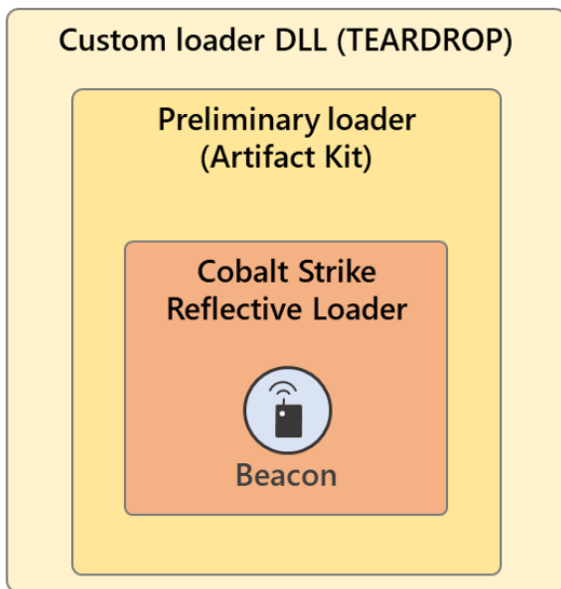 Custom loader DLL (TEARDROP)
Preliminary loader
(Artifact Kit)
Cobalt Strike
Reflective Loader
Beacon